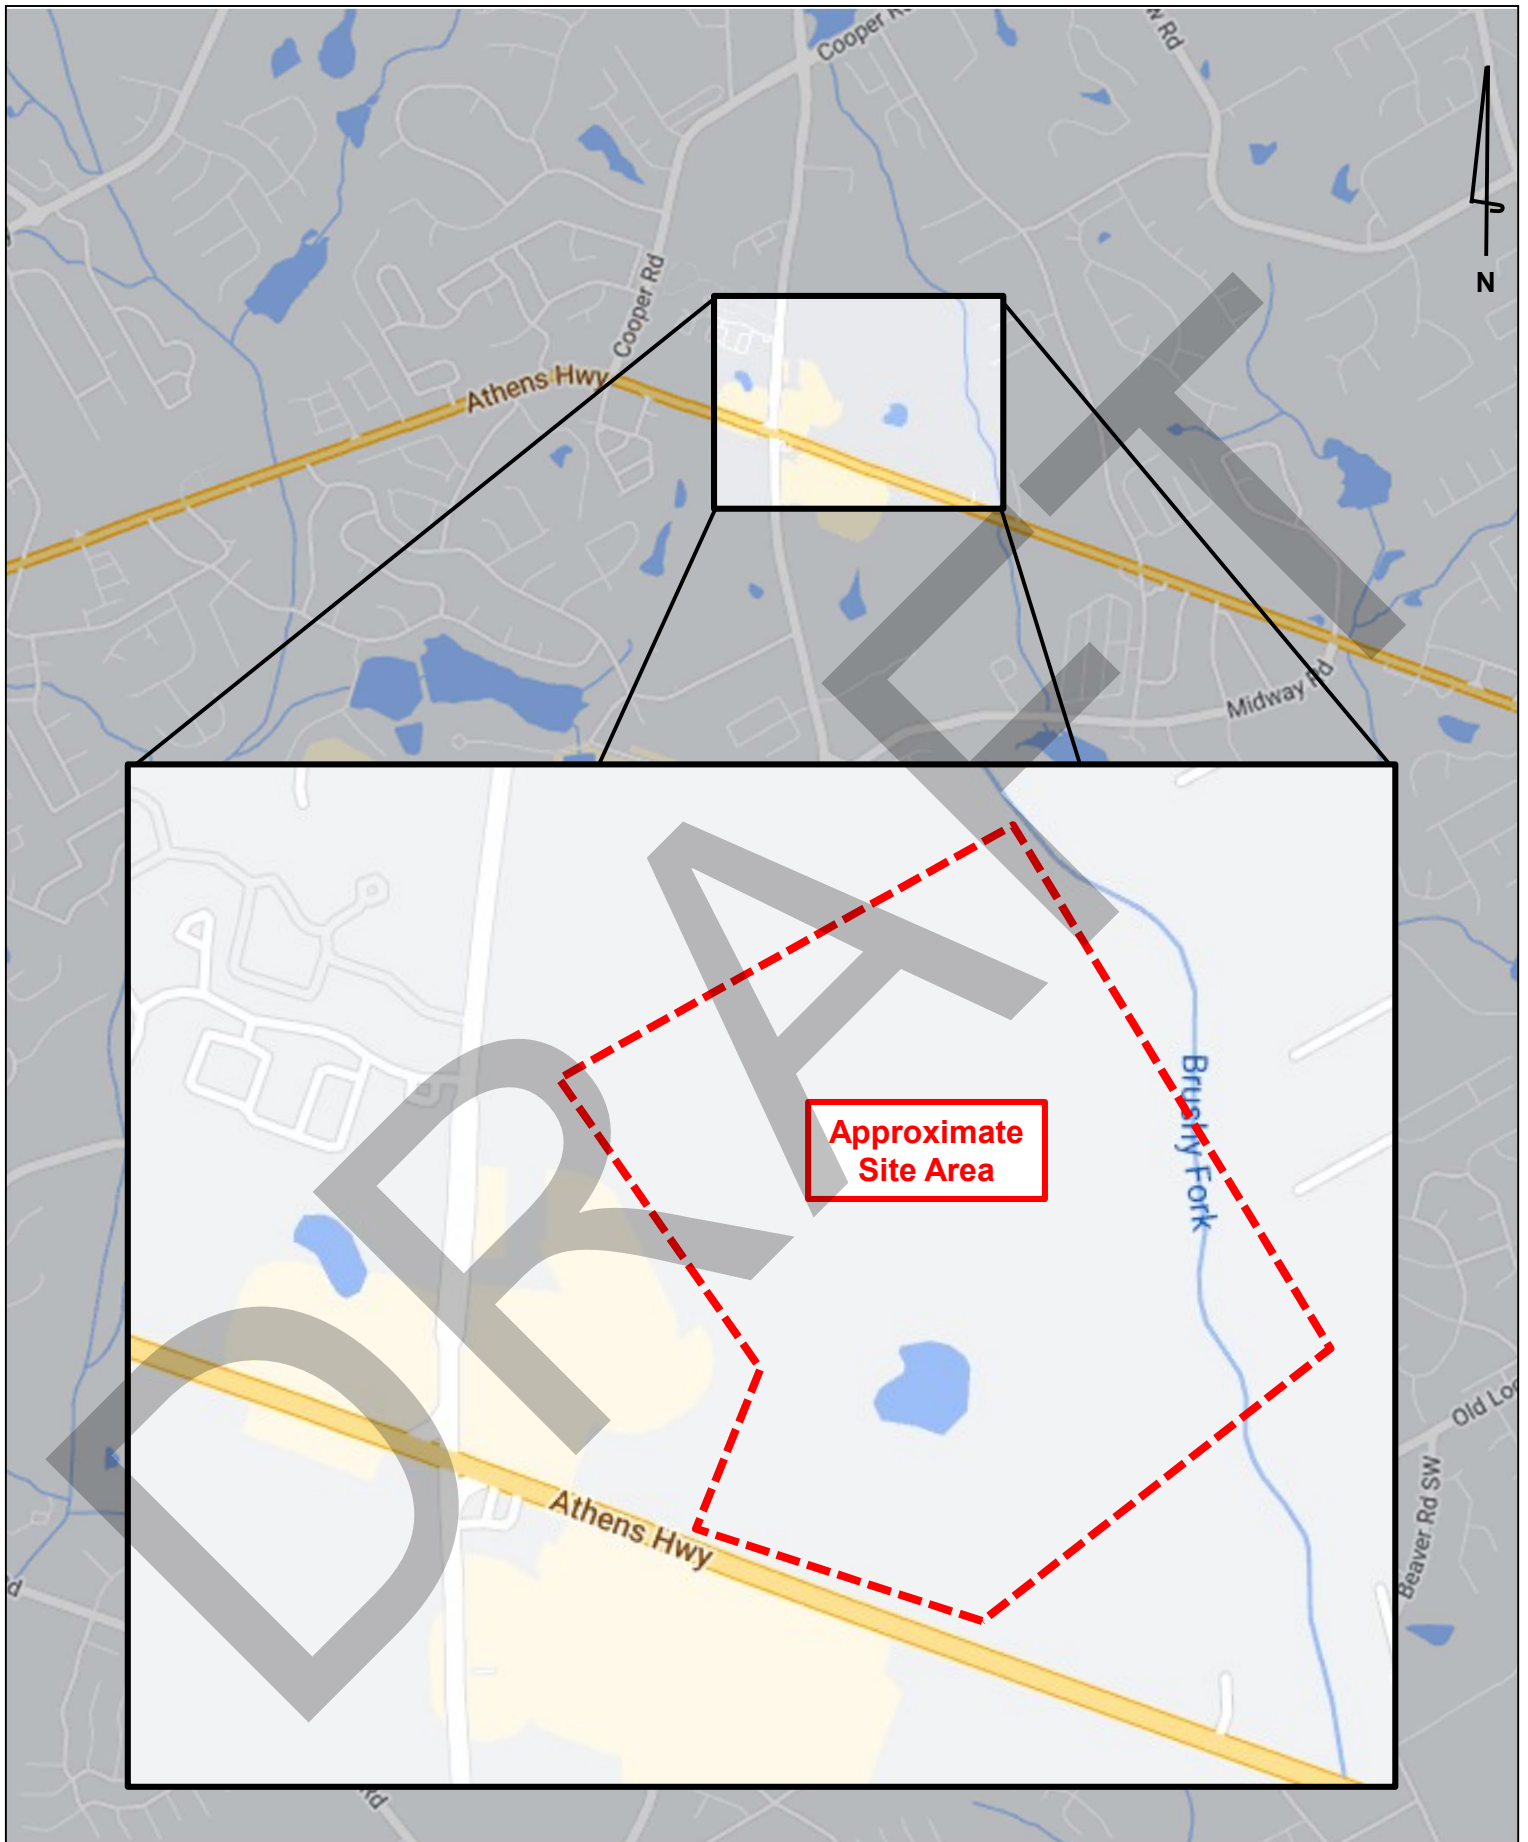 Cooper
Cooper Rd
N
Athens Hwy
Midway Rd
DRAFT
Approximate
Site Area
Brushy Fork
Athens Hwy
Old
Beaver Rd SW
Rd